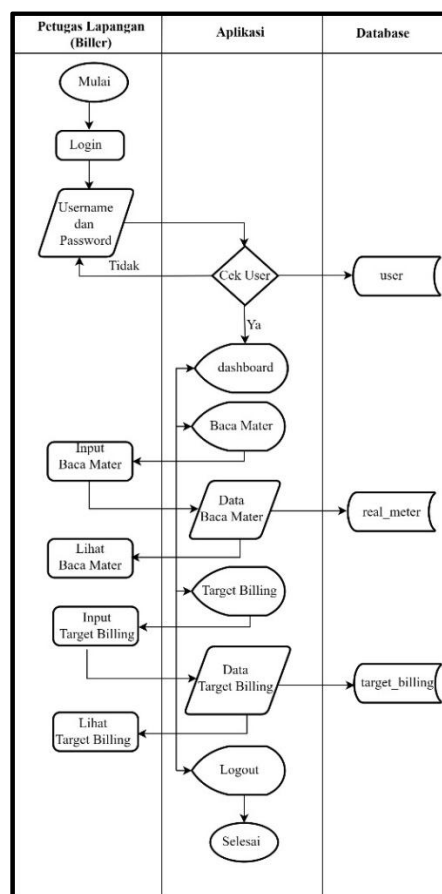 Petugas Lapangan
(Biller)
Aplikasi
Database
Mulai
Login
Username
dan
Password
Tidak
Cek User
user
Ya
dashboard
Baca Mater
Input
Baca Mater
Data
Baca Mater
real_meter
Lihat
Baca Mater
Target Billing
Input
Target Billing
Data
Target Billing
target_billing
Lihat
Target Billing
Logout
Selesai